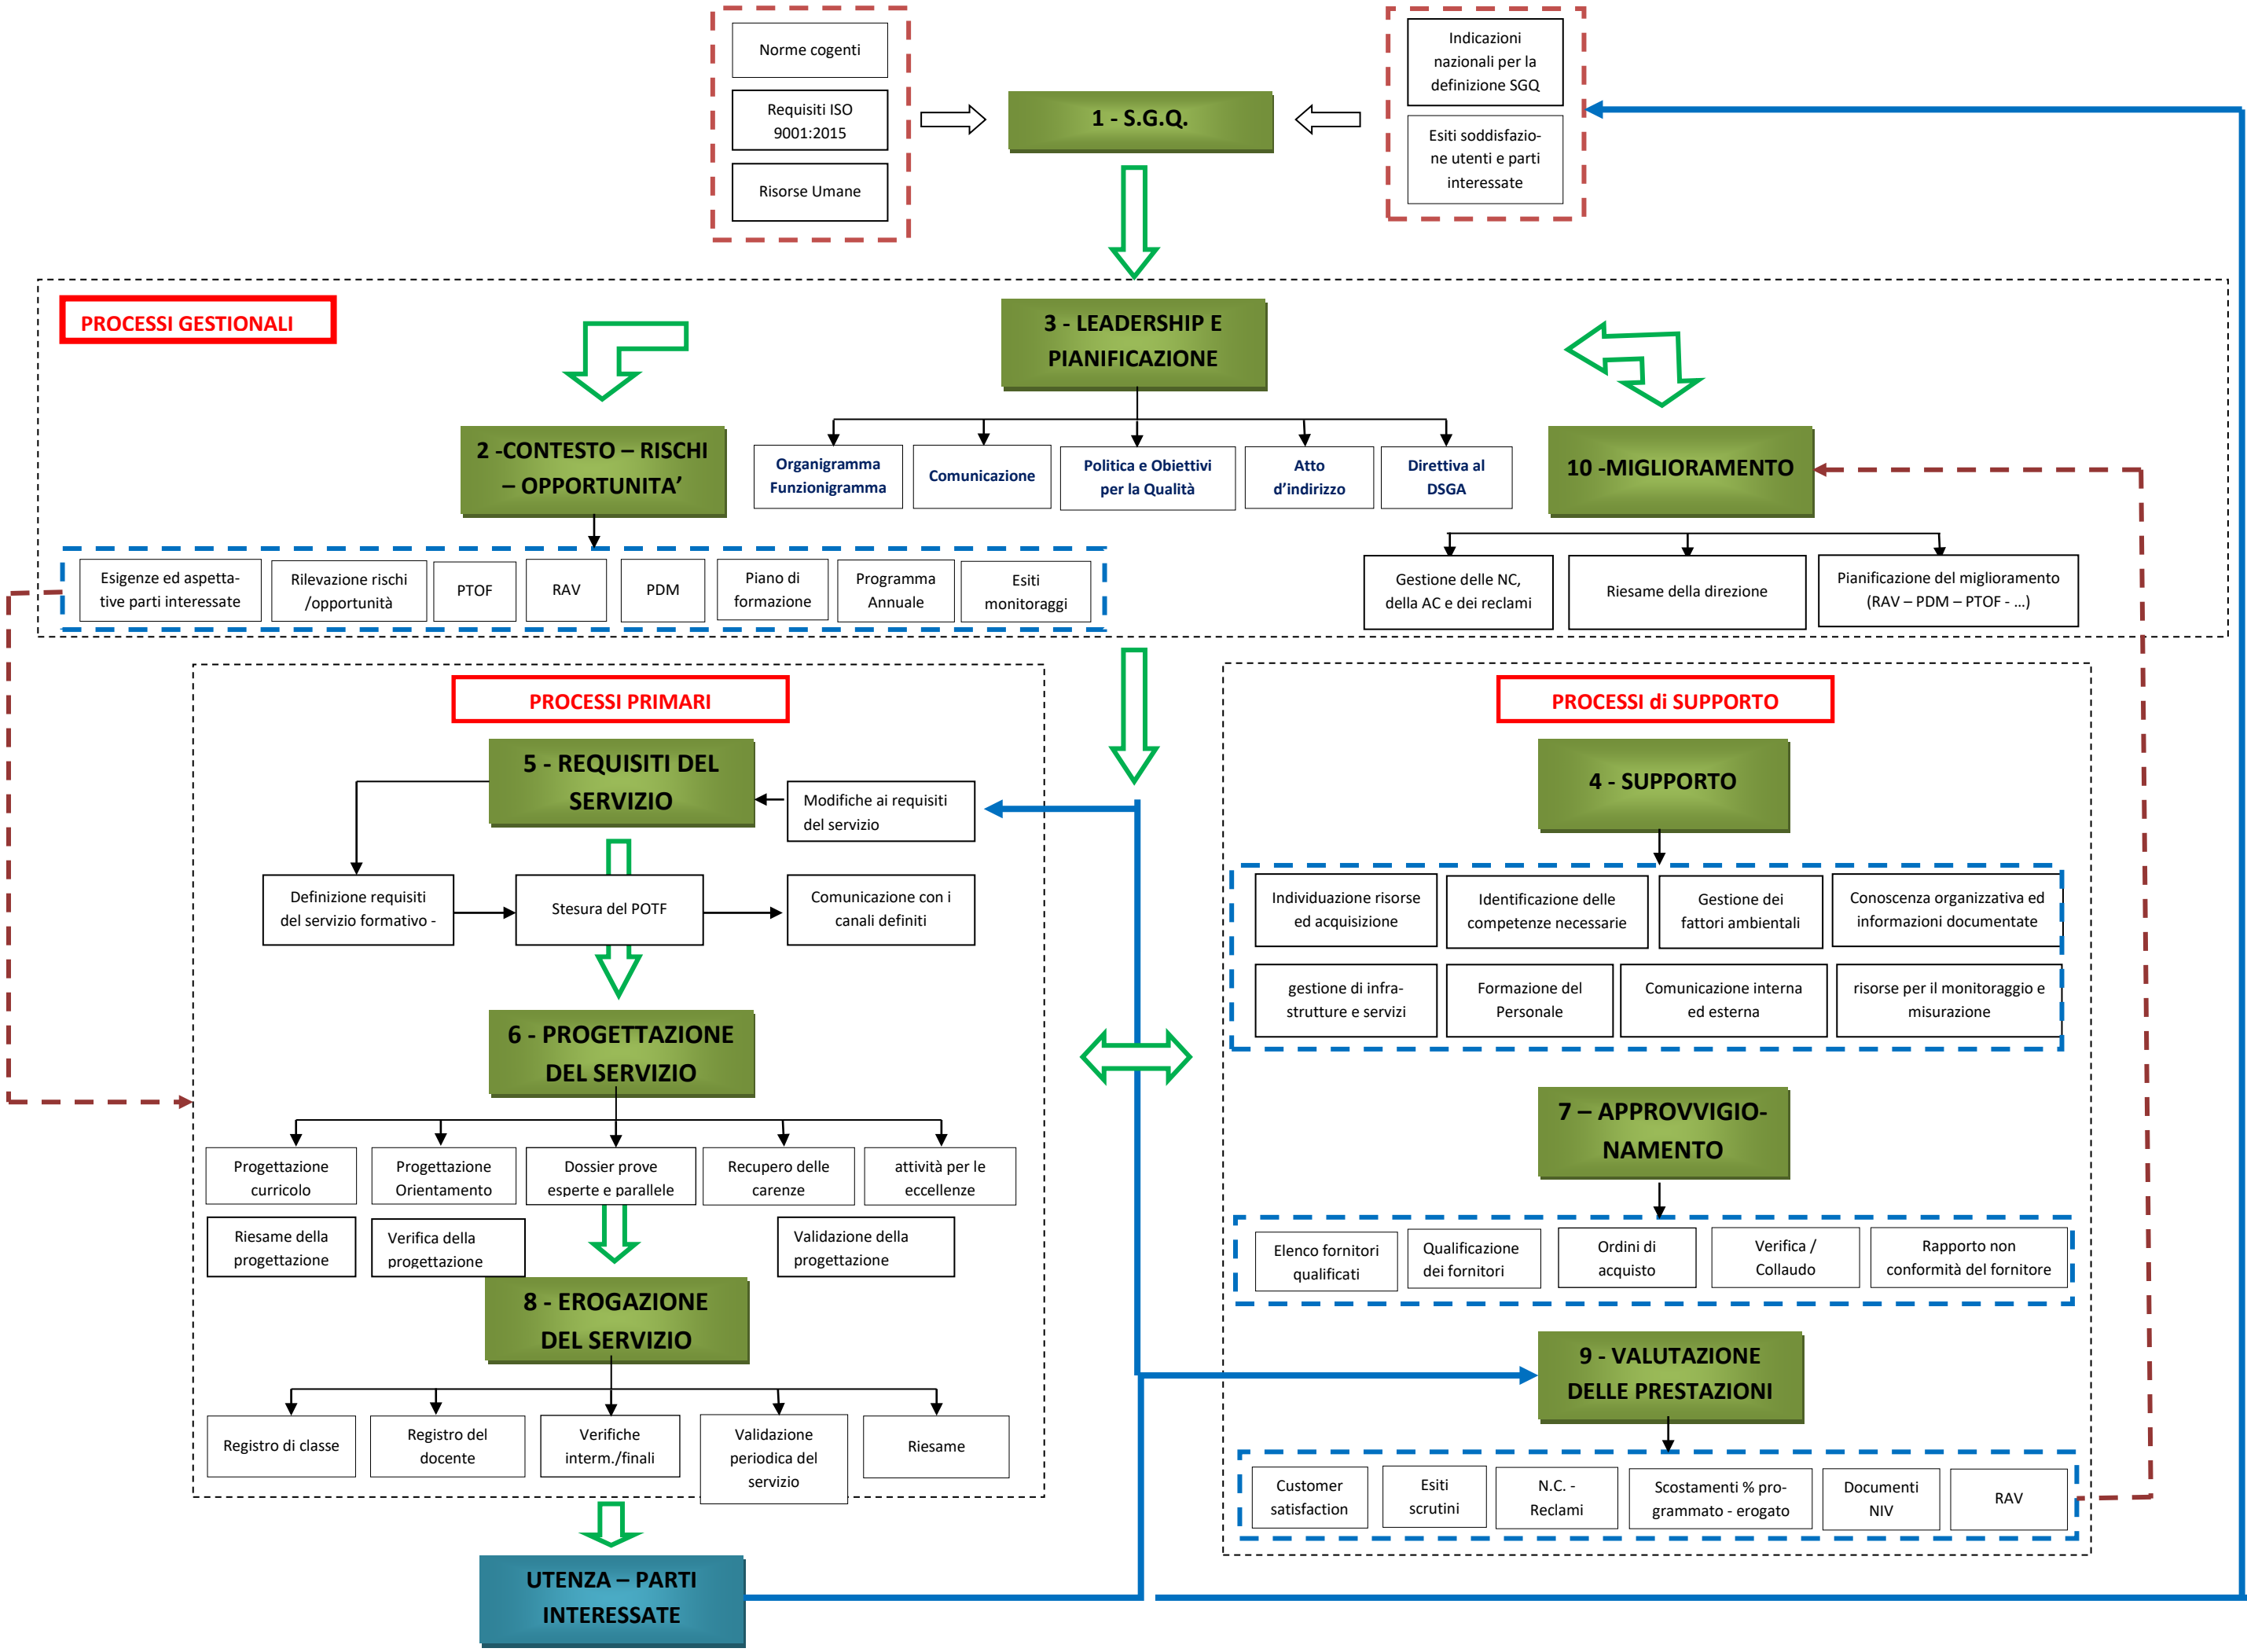 Norme cogenti
Requisiti ISO
9001:2015
Risorse Umane
1 - S.G.Q.
Indicazioni
nazionali per la
definizione SGQ
Esiti soddisfazio-
ne utenti e parti
interessate
PROCESSI GESTIONALI
3 - LEADERSHIP E
PIANIFICAZIONE
2 -CONTESTO – RISCHI
– OPPORTUNITA’
Organigramma
Funzionigramma
Comunicazione
Politica e Obiettivi
per la Qualità
Atto
d’indirizzo
Direttiva al
DSGA
10 -MIGLIORAMENTO
Esigenze ed aspetta-
tive parti interessate
Rilevazione rischi
/opportunità
PTOF
RAV
PDM
Piano di
formazione
Programma
Annuale
Esiti
monitoraggi
Gestione delle NC,
della AC e dei reclami
Riesame della direzione
Pianificazione del miglioramento
(RAV – PDM – PTOF - …)
PROCESSI PRIMARI
5 - REQUISITI DEL
SERVIZIO
Modifiche ai requisiti
del servizio
Definizione requisiti
del servizio formativo -
Stesura del POTF
Comunicazione con i
canali definiti
6 - PROGETTAZIONE
DEL SERVIZIO
Progettazione
curricolo
Progettazione
Orientamento
Dossier prove
esperte e parallele
Recupero delle
carenze
attività per le
eccellenze
Riesame della
progettazione
Verifica della
progettazione
Validazione della
progettazione
8 - EROGAZIONE
DEL SERVIZIO
Registro di classe
Registro del
docente
Verifiche
interm./finali
Validazione
periodica del
servizio
Riesame
UTENZA – PARTI
INTERESSATE
PROCESSI di SUPPORTO
4 - SUPPORTO
Individuazione risorse
ed acquisizione
Identificazione delle
competenze necessarie
Gestione dei
fattori ambientali
Conoscenza organizzativa ed
informazioni documentate
gestione di infra-
strutture e servizi
Formazione del
Personale
Comunicazione interna
ed esterna
risorse per il monitoraggio e
misurazione
7 – APPROVVIGIO-
NAMENTO
Elenco fornitori
qualificati
Qualificazione
dei fornitori
Ordini di
acquisto
Verifica /
Collaudo
Rapporto non
conformità del fornitore
9 - VALUTAZIONE
DELLE PRESTAZIONI
Customer
satisfaction
Esiti
scrutini
N.C. -
Reclami
Scostamenti % pro-
grammato - erogato
Documenti
NIV
RAV